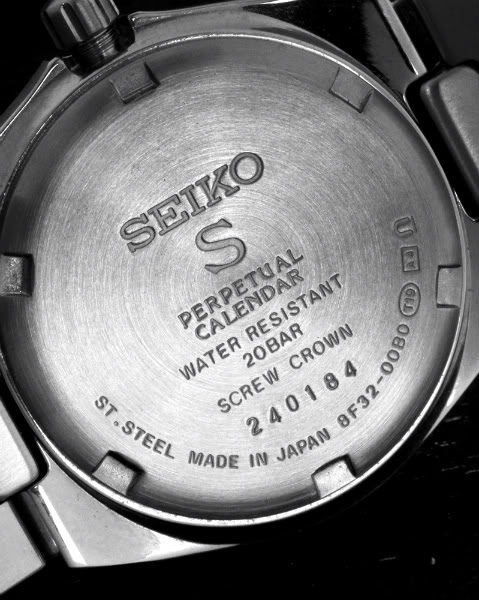 SEIKO
S
PERPETUAL
CALENDAR
WATER RESISTANT
20BAR
SCREW CROWN
240184
ST.STEEL MADE IN JAPAN 8F32-00B0